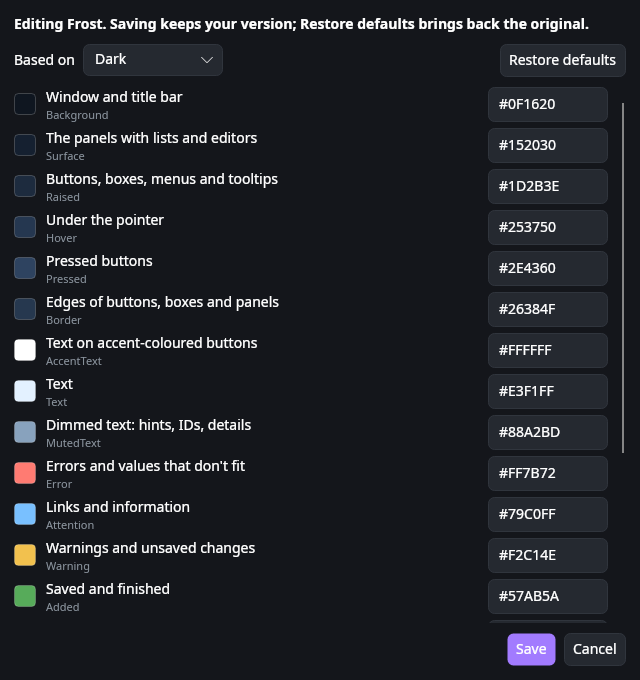 Editing Frost. Saving keeps your version; Restore defaults brings back the original.
Based on Dark Restore defaults
Window and title bar #0F1620
Background
The panels with lists and editors #152030
Surface
Buttons, boxes, menus and tooltips #1D2B3E
Raised
Under the pointer #253750
Hover
Pressed buttons #2E4360
Pressed
Edges of buttons, boxes and panels #26384F
Border
Text on accent-coloured buttons #FFFFFF
AccentText
Text #E3F1FF
Text
Dimmed text: hints, IDs, details #88A2BD
MutedText
Errors and values that don't fit #FF7B72
Error
Links and information #79C0FF
Attention
Warnings and unsaved changes #F2C14E
Warning
Saved and finished #57AB5A
Added
Save Cancel